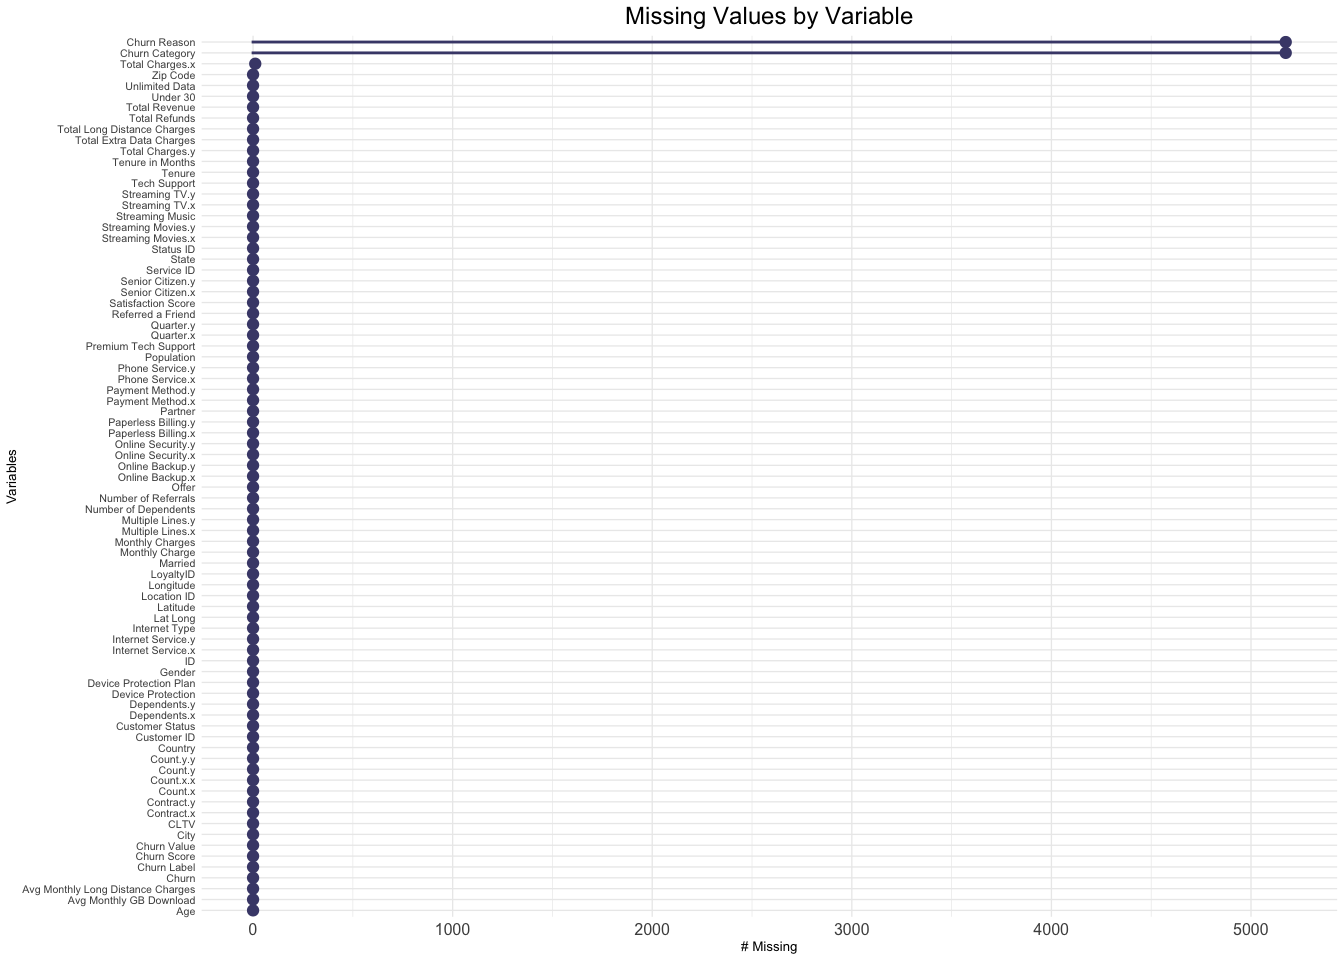 Missing Values by Variable
Churn Reason
Churn Category
Total Charges.x
Zip Code
Unlimited Data
Under 30
Total Revenue
Total Refunds
Total Long Distance Charges
Total Extra Data Charges
Total Charges.y
Tenure in Months
Tenure
Tech Support
Streaming TV.y
Streaming TV.x
Streaming Music
Streaming Movies.y
Streaming Movies.x
Status ID
State
Service ID
Senior Citizen.y
Senior Citizen.x
Satisfaction Score
Referred a Friend
Quarter.y
Quarter.x
Premium Tech Support
Population
Phone Service.y
Phone Service.x
Payment Method.y
Payment Method.x
Partner
Paperless Billing.y
Paperless Billing.x
Online Security.y
Online Security.x
Online Backup.y
Online Backup.x
Offer
Number of Referrals
Number of Dependents
Multiple Lines.y
Multiple Lines.x
Monthly Charges
Monthly Charge
Married
LoyaltyID
Longitude
Location ID
Latitude
Lat Long
Internet Type
Internet Service.y
Internet Service.x
ID
Gender
Device Protection Plan
Device Protection
Dependents.y
Dependents.x
Customer Status
Customer ID
Country
Count.y.y
Count.y
Count.x.x
Count.x
Contract.y
Contract.x
CLTV
City
Churn Value
Churn Score
Churn Label
Churn
Avg Monthly Long Distance Charges
Avg Monthly GB Download
Age
Variables
0 1000 2000 3000 4000 5000
# Missing